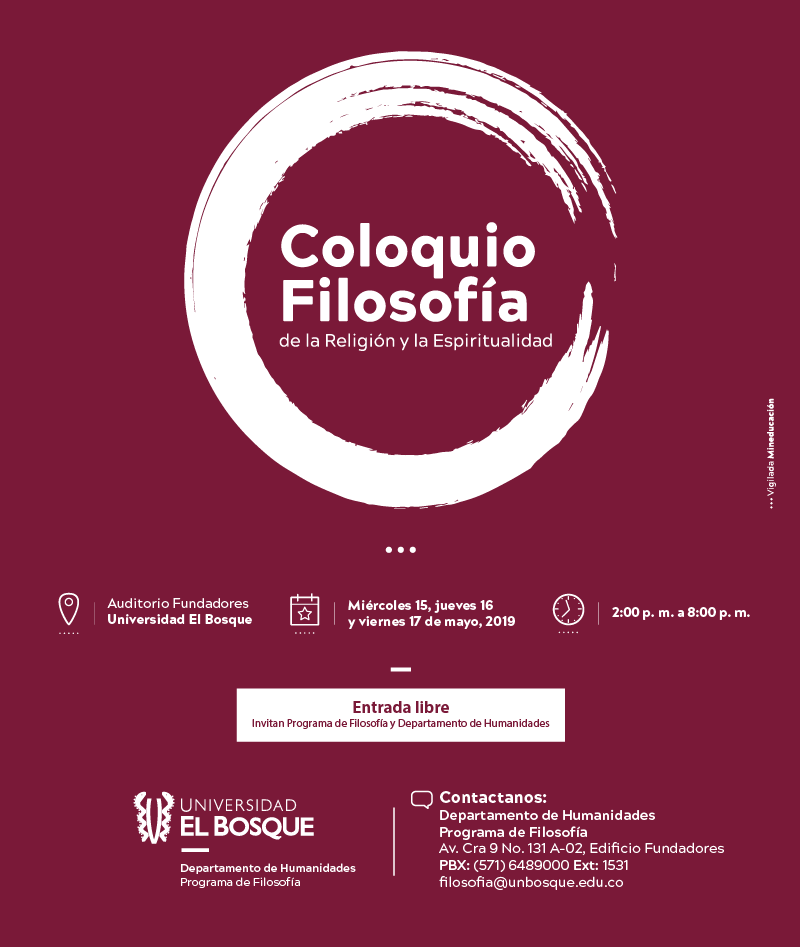 Coloquio
Filosofía
de la Religión y la Espiritualidad
••• Vigilada Mineducación
Auditorio Fundadores
Universidad El Bosque
Miércoles 15, jueves 16
y viernes 17 de mayo, 2019
2:00 p. m. a 8:00 p. m.
Entrada libre
Invitan Programa de Filosofía y Departamento de Humanidades
UNIVERSIDAD
EL BOSQUE
Departamento de Humanidades
Programa de Filosofía
Contactanos:
Departamento de Humanidades
Programa de Filosofía
Av. Cra 9 No. 131 A-02, Edificio Fundadores
PBX: (571) 6489000 Ext: 1531
filosofia@unbosque.edu.co